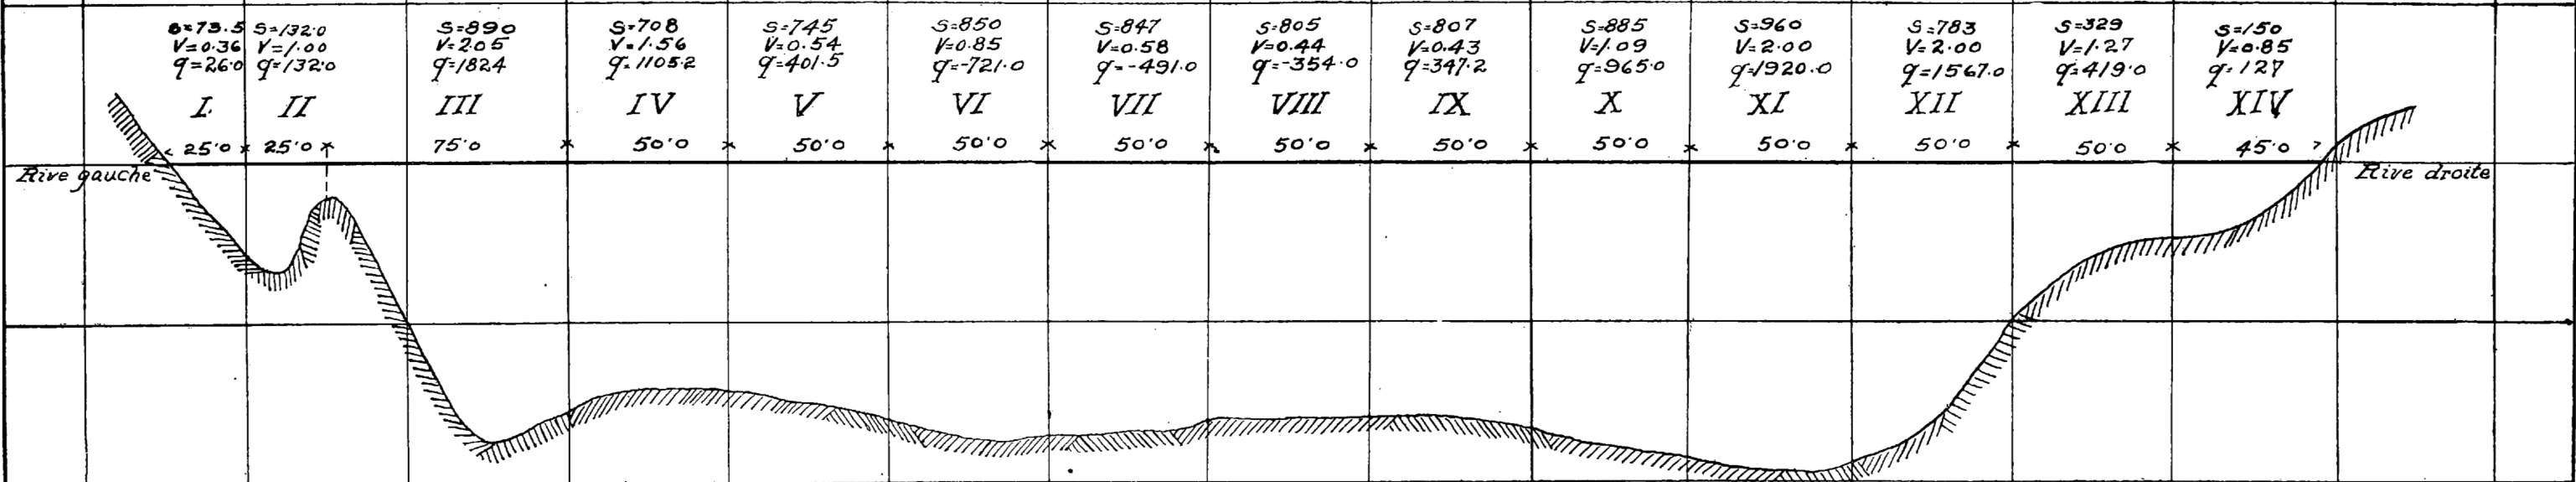 S=73.5 S=132.0 S=890 S=708 S=745 S=850 S=847 S=805 S=807 S=885 S=960 S=783 S=329 S=150
V=0.36 V=1.00 V=2.05 V=1.56 V=0.54 V=0.85 V=0.58 V=0.44 V=0.43 V=1.09 V=2.00 V=2.00 V=1.27 V=0.85
q=26.0 q=132.0 q=1824 q=1105.2 q=401.5 q=-721.0 q=-491.0 q=-354.0 q=347.2 q=965.0 q=1920.0 q=1567.0 q=419.0 q=127
I II III IV V VI VII VIII IX X XI XII XIII XIV
25.0 25.0 75.0 50.0 50.0 50.0 50.0 50.0 50.0 50.0 50.0 50.0 50.0 45.0
Rive gauche Rive droite